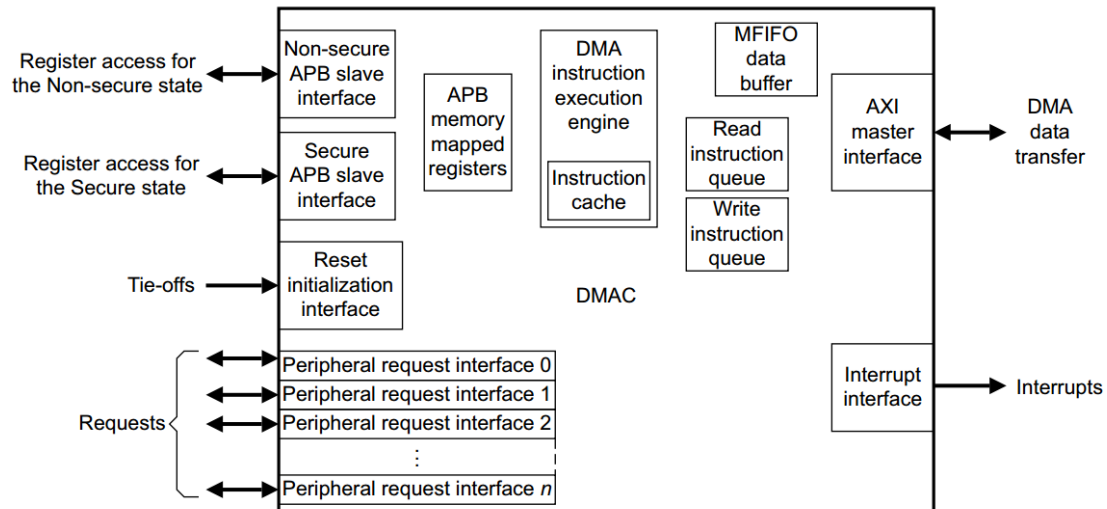 Register access for
the Non-secure state
Non-secure
APB slave
interface
Register access for
the Secure state
Secure
APB slave
interface
APB
memory
mapped
registers
DMA
instruction
execution
engine
Instruction
cache
MFIFO
data
buffer
Read
instruction
queue
Write
instruction
queue
AXI
master
interface
DMA
data
transfer
Tie-offs
Reset
initialization
interface
DMAC
Requests
Peripheral request interface 0
Peripheral request interface 1
Peripheral request interface 2
⋮
Peripheral request interface n
Interrupt
interface
Interrupts